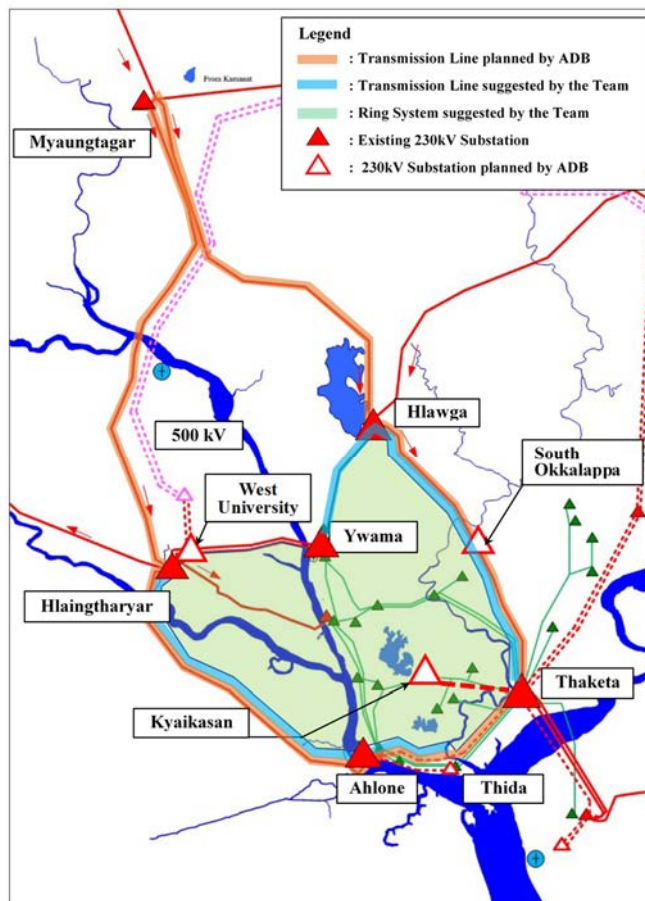 Legend
: Transmission Line planned by ADB
: Transmission Line suggested by the Team
: Ring System suggested by the Team
: Existing 230kV Substation
: 230kV Substation planned by ADB
From Kamanat
Myaungtagar
Hlawga
500 kV
South
Okkalappa
West
University
Ywama
Hlaingtharyar
Thaketa
Kyaikasan
Ahlone
Thida